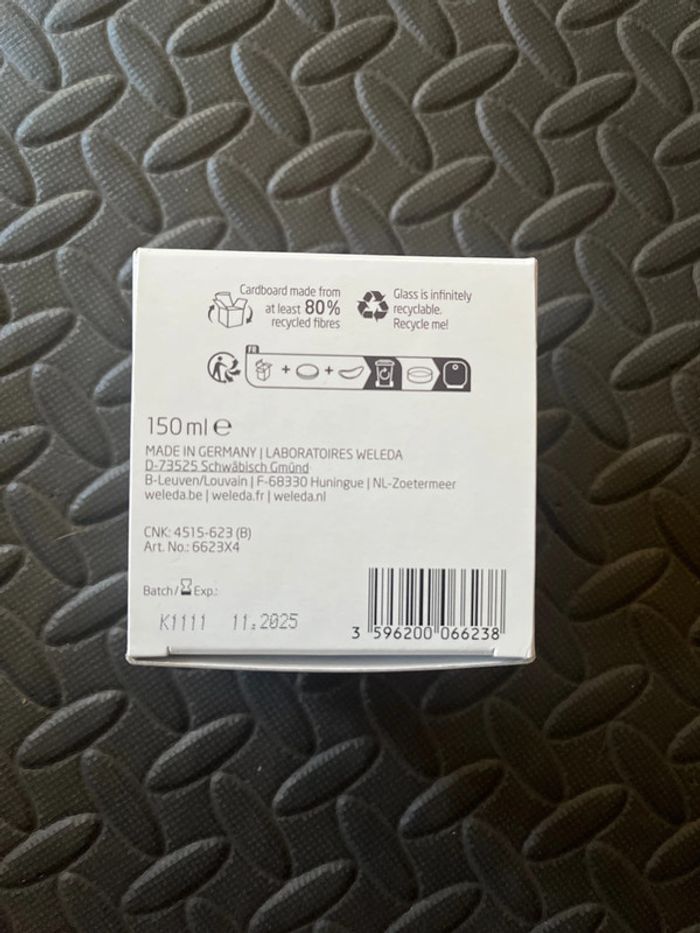 Cardboard made from
at least 80%
recycled fibres
Glass is infinitely
recyclable.
Recycle me!
FR
150 ml e
MADE IN GERMANY | LABORATOIRES WELEDA
D-73525 Schwäbisch Gmünd
B-Leuven/Louvain | F-68330 Huningue | NL-Zoetermeer
weleda.be | weleda.fr | weleda.nl
CNK: 4515-623 (B)
Art. No.: 6623X4
Batch/ Exp.:
K1111 11.2025
3 596200 066238